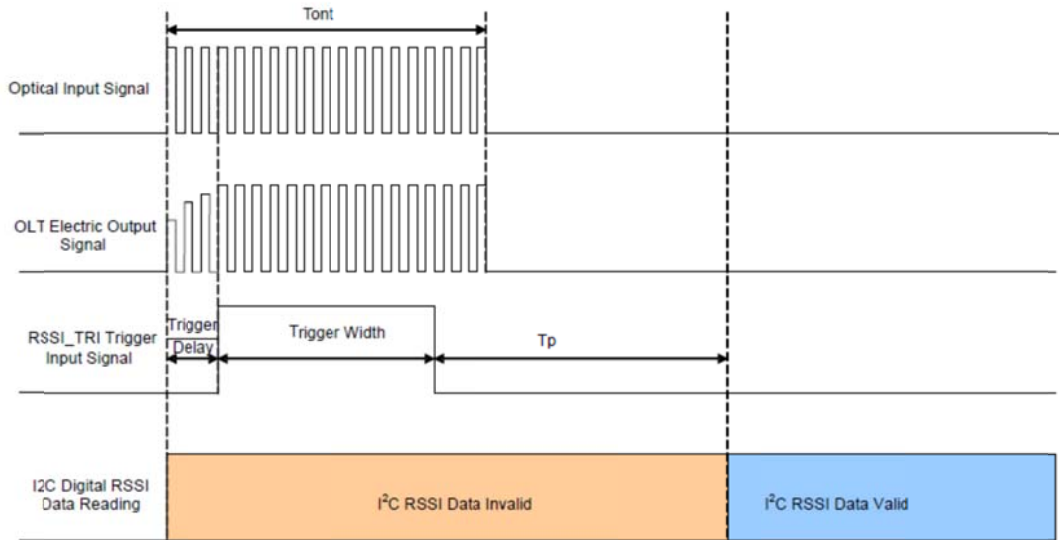 Tont
Optical Input Signal
OLT Electric Output
Signal
RSSI_TRI Trigger
Input Signal
Trigger
Delay
Trigger Width
Tp
I2C Digital RSSI
Data Reading
I²C RSSI Data Invalid
I²C RSSI Data Valid